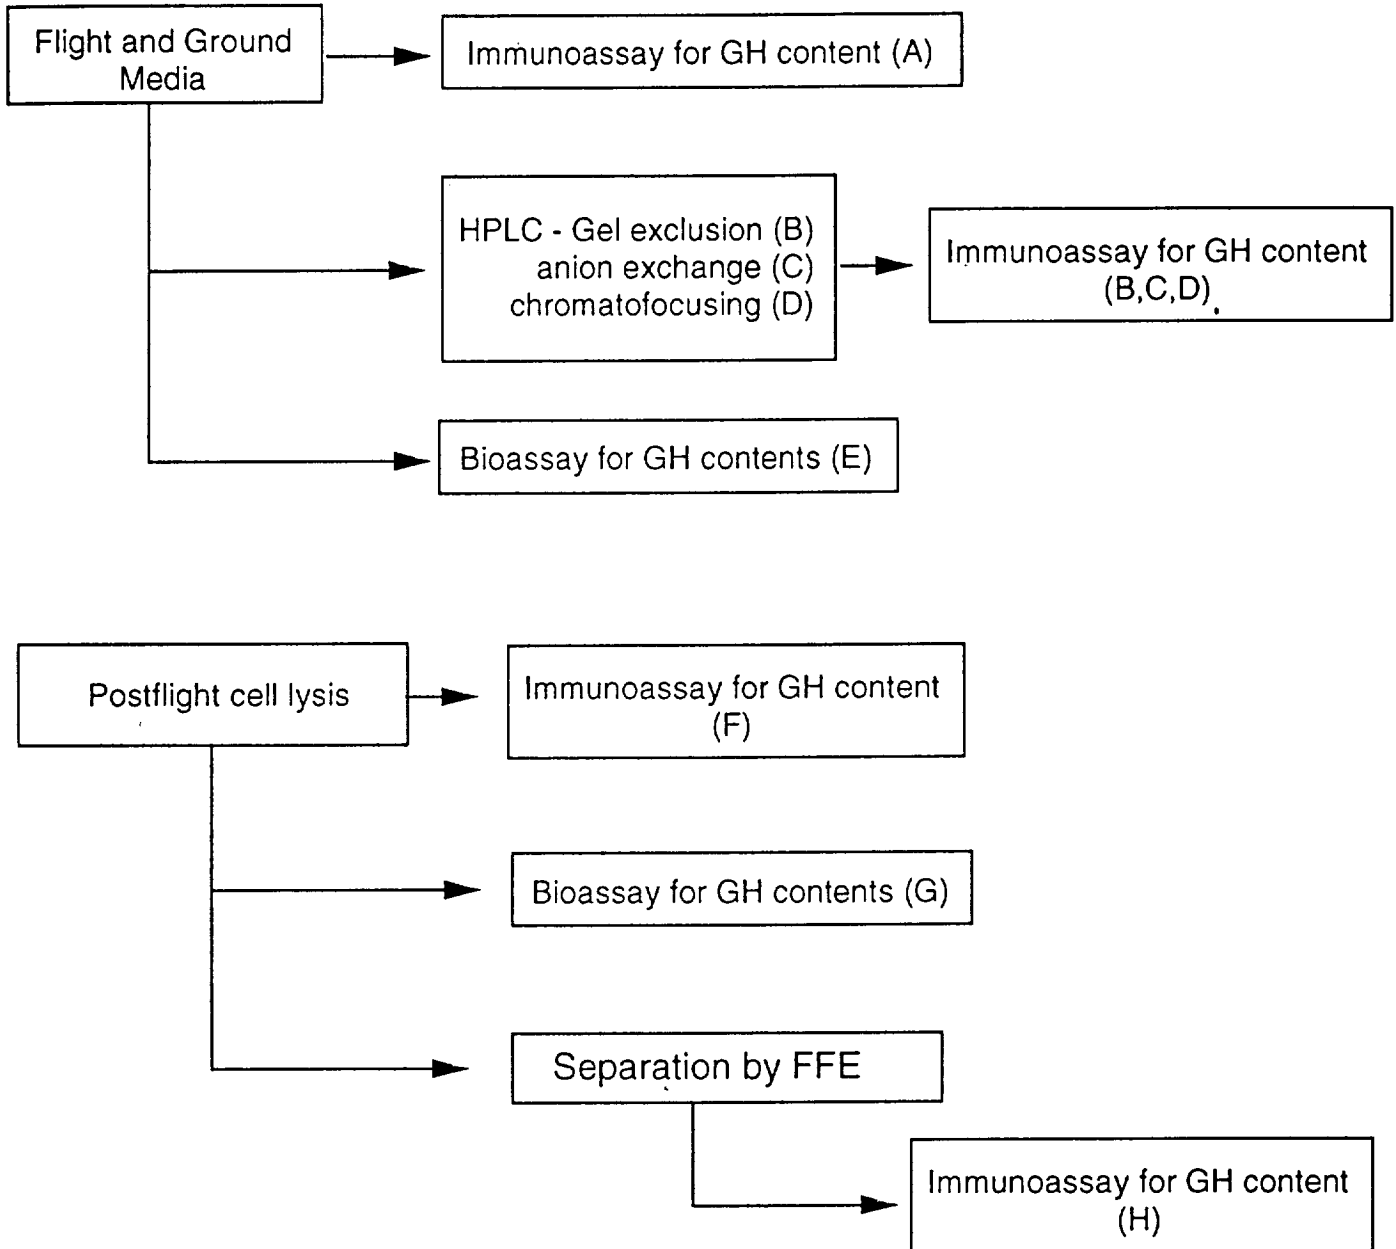 Flight and Ground
Media
Immunoassay for GH content (A)
HPLC - Gel exclusion (B)
anion exchange (C)
chromatofocusing (D)
Immunoassay for GH content
(B,C,D)
Bioassay for GH contents (E)
Postflight cell lysis
Immunoassay for GH content
(F)
Bioassay for GH contents (G)
Separation by FFE
Immunoassay for GH content
(H)